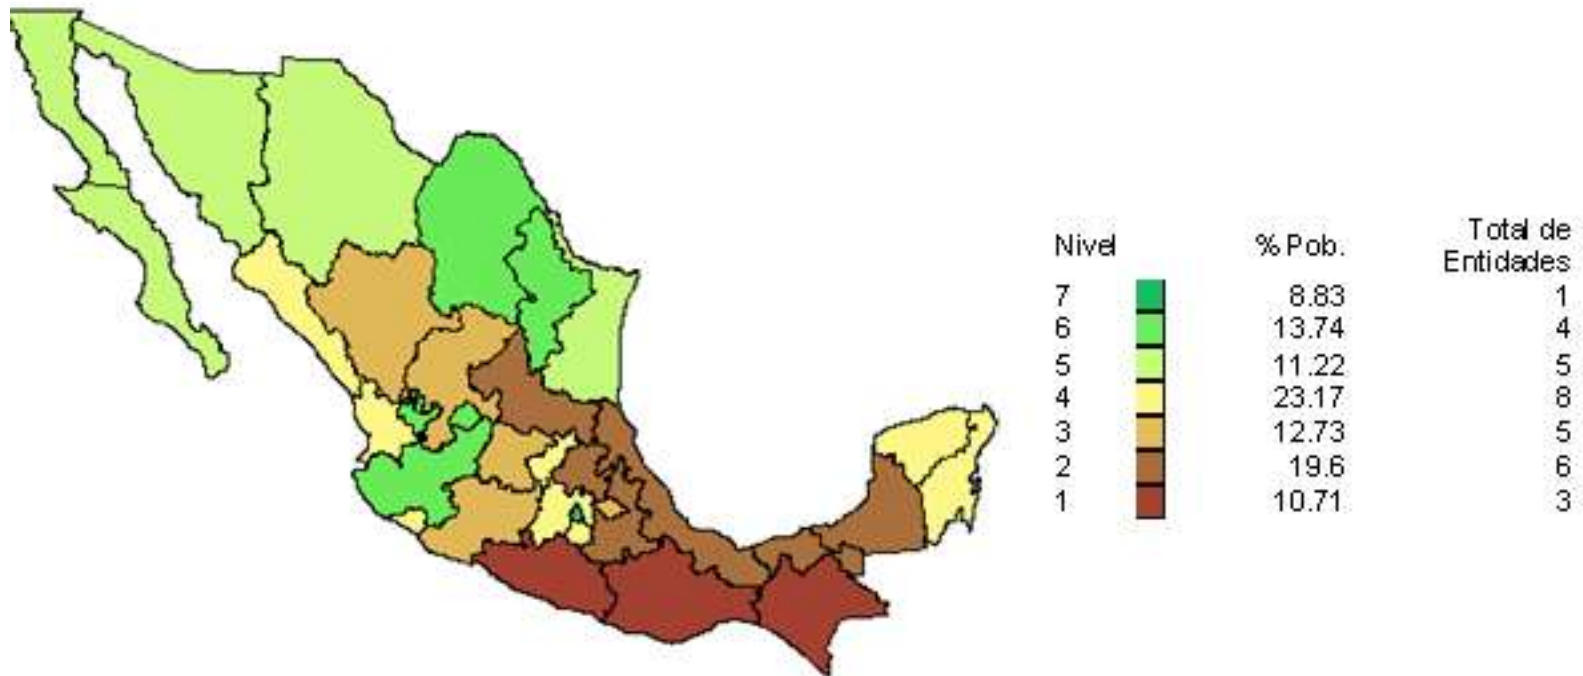 Nivel % Pob. Total de
Entidades
7 8.83 1
6 13.74 4
5 11.22 5
4 23.17 8
3 12.73 5
2 19.6 6
1 10.71 3